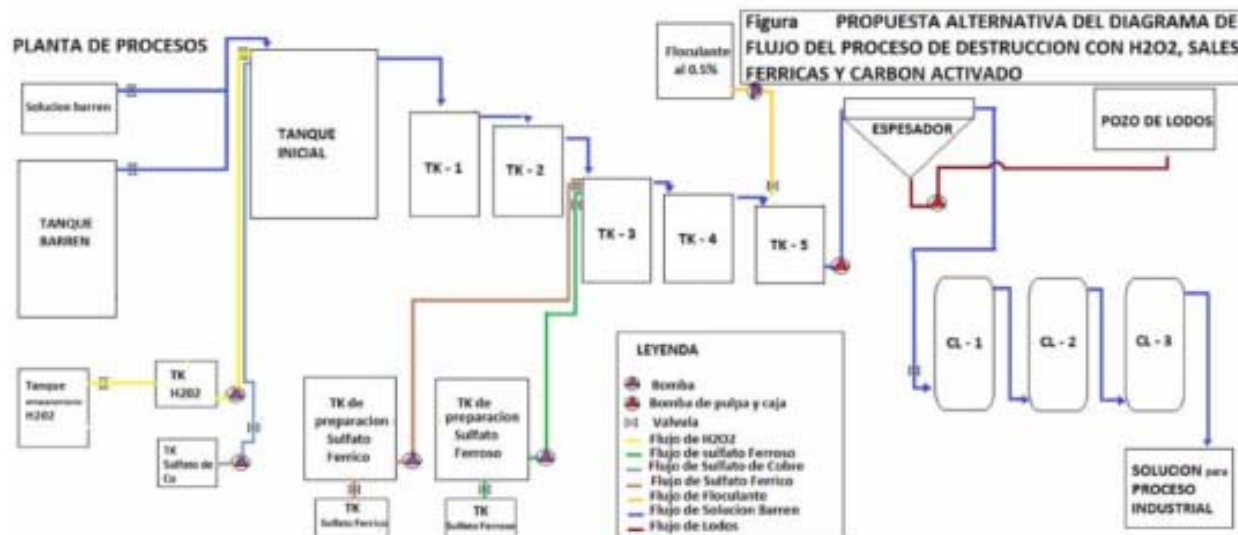 Figura PROPUESTA ALTERNATIVA DEL DIAGRAMA DE
FLUJO DEL PROCESO DE DESTRUCCION CON H2O2, SALES
FERRICAS Y CARBON ACTIVADO
PLANTA DE PROCESOS
Solucion barren
TANQUE
BARREN
TANQUE
INICIAL
TK - 1
TK - 2
TK - 3
TK - 4
TK - 5
Floculante
al 0.5%
ESPESADOR
POZO DE LODOS
CL - 1
CL - 2
CL - 3
SOLUCION para
PROCESO
INDUSTRIAL
Tanque
H2O2
TK
H2O2
TK
Sulfato de
Cu
TK de
preparacion
Sulfato
Ferrico
TK
Sulfato Ferrico
TK de
preparacion
Sulfato
Ferroso
TK
Sulfato Ferroso
LEYENDA
Bomba
Bomba de pulpa y caja
Valvula
Flujo de H2O2
Flujo de sulfato Ferroso
Flujo de Sulfato de Cobre
Flujo de Sulfato Ferrico
Flujo de Floculante
Flujo de Solucion Barren
Flujo de Lodos